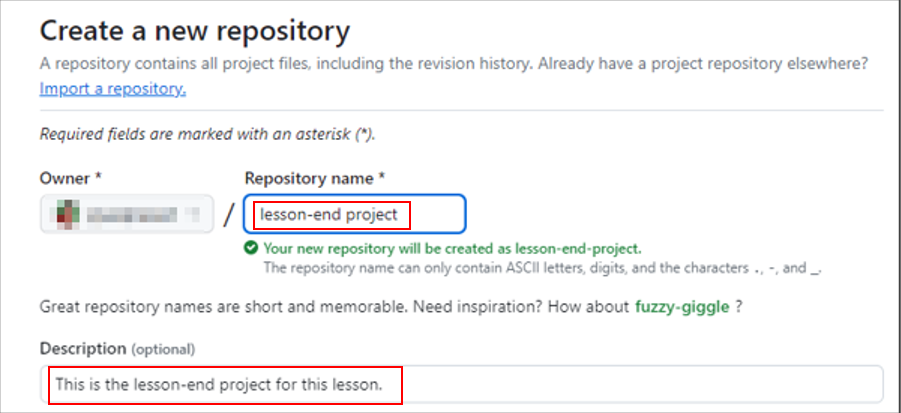 Create a new repository
A repository contains all project files, including the revision history. Already have a project repository elsewhere?
Import a repository.
Required fields are marked with an asterisk (*).
Owner * Repository name *
/ lesson-end project
Your new repository will be created as lesson-end-project.
The repository name can only contain ASCII letters, digits, and the characters ., -, and _.
Great repository names are short and memorable. Need inspiration? How about fuzzy-giggle ?
Description (optional)
This is the lesson-end project for this lesson.